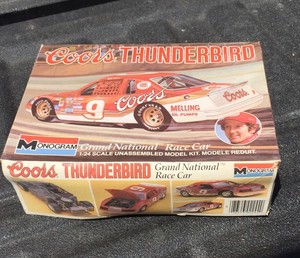 Coors THUNDERBIRD
9
Coors
MELLING
OIL PUMPS
Coors
MONOGRAM
Grand National Race Car
1:24 SCALE UNASSEMBLED MODEL KIT. MODELE REDUIT.
Coors THUNDERBIRD
Grand National
Race Car
MONOGRAM